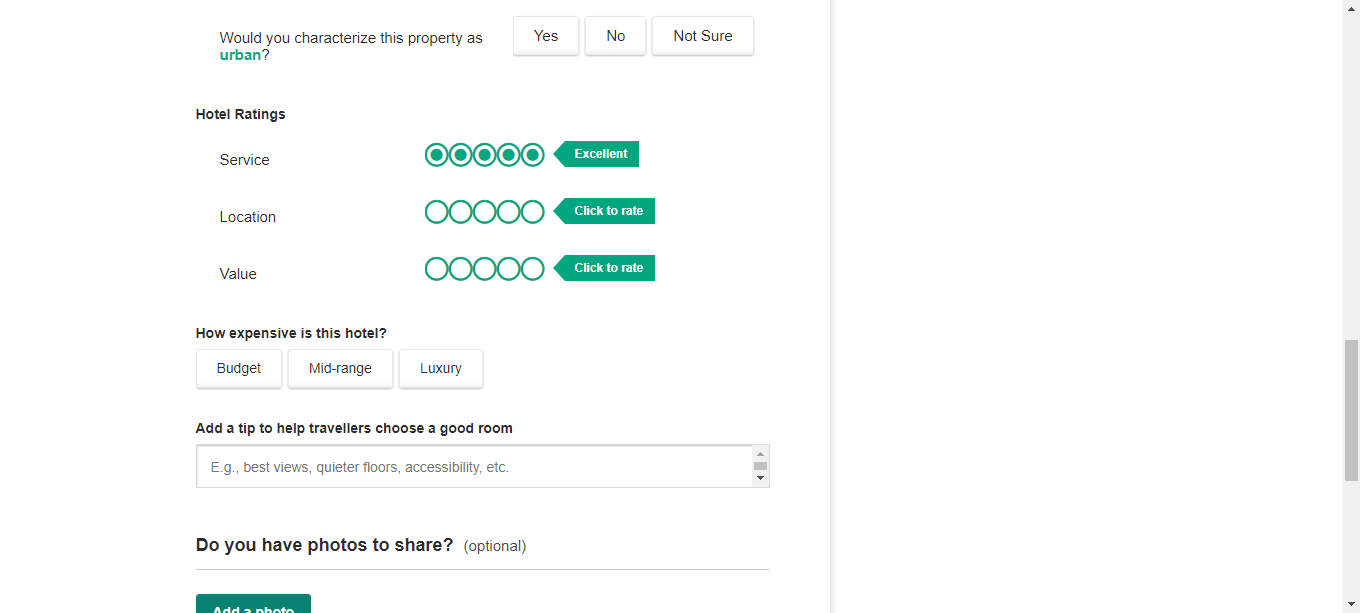 Would you characterize this property as
urban?
Yes
No
Not Sure
Hotel Ratings
Service
Excellent
Location
Click to rate
Value
Click to rate
How expensive is this hotel?
Budget
Mid-range
Luxury
Add a tip to help travellers choose a good room
E.g., best views, quieter floors, accessibility, etc.
Do you have photos to share? (optional)
Add a photo